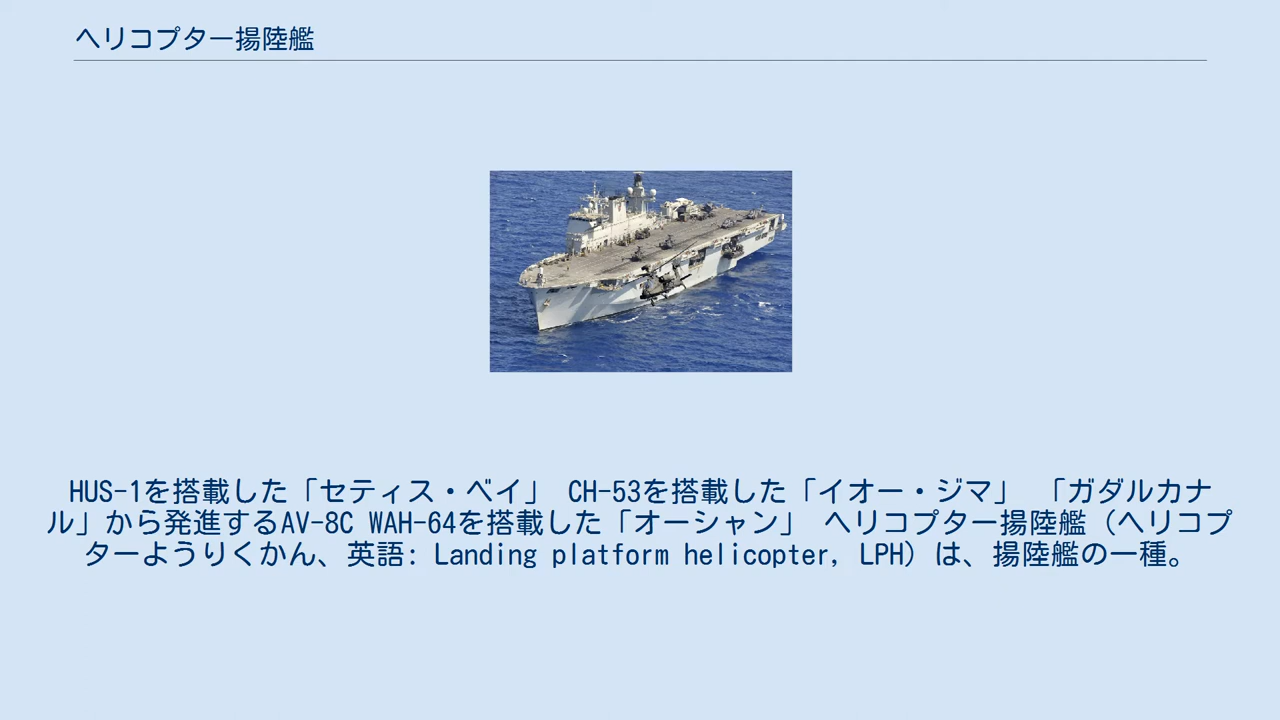 ヘリコプター揚陸艦
HUS-1を搭載した「セティス・ベイ」 CH-53を搭載した「イオー・ジマ」 「ガダルカナ
ル」から発進するAV-8C WAH-64を搭載した「オーシャン」 ヘリコプター揚陸艦（ヘリコプ
ターようりくかん、英語: Landing platform helicopter, LPH）は、揚陸艦の一種。